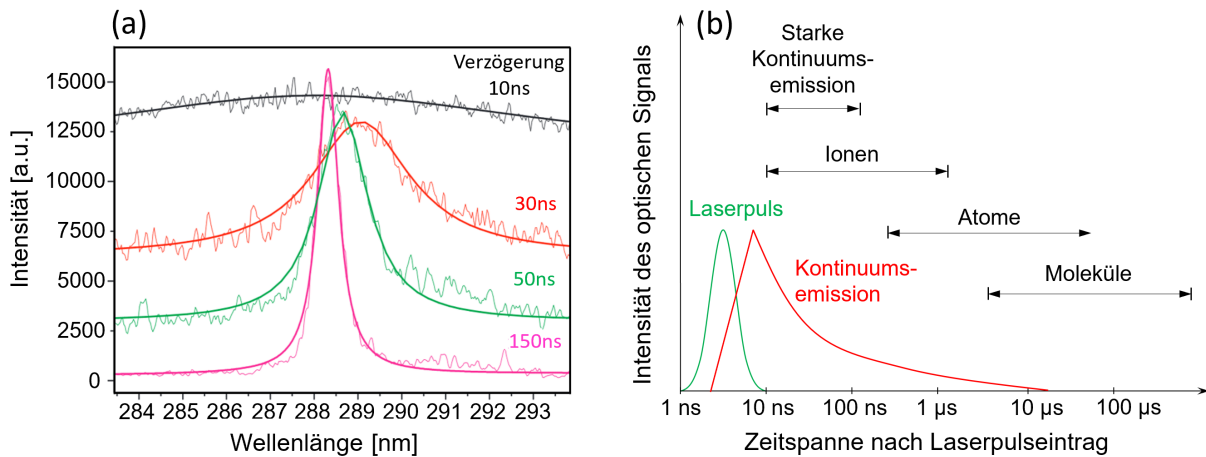 (a)
Verzögerung
10ns
30ns
50ns
150ns
Intensität [a.u.]
15000
12500
10000
7500
5000
2500
0
284 285 286 287 288 289 290 291 292 293
Wellenlänge [nm]
(b)
Starke
Kontinuums-
emission
Ionen
Atome
Moleküle
Laserpuls
Kontinuums-
emission
Intensität des optischen Signals
1 ns 10 ns 100 ns 1 µs 10 µs 100 µs
Zeitspanne nach Laserpulseintrag